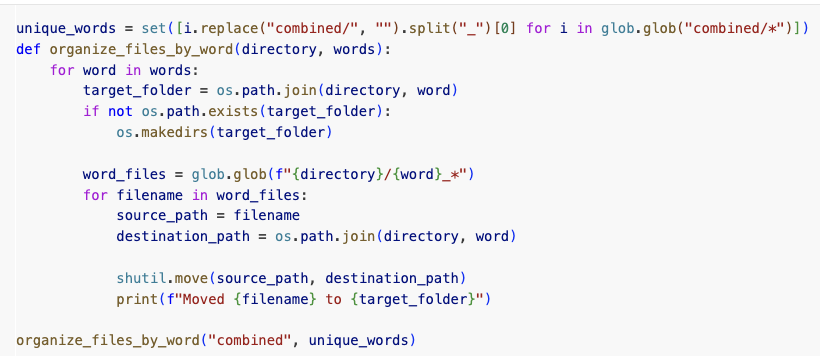 unique_words = set([i.replace("combined/", "").split("_")[0] for i in glob.glob("combined/*")])
def organize_files_by_word(directory, words):
    for word in words:
        target_folder = os.path.join(directory, word)
        if not os.path.exists(target_folder):
            os.makedirs(target_folder)

        word_files = glob.glob(f"{directory}/{word}_*")
        for filename in word_files:
            source_path = filename
            destination_path = os.path.join(directory, word)

            shutil.move(source_path, destination_path)
            print(f"Moved {filename} to {target_folder}")

organize_files_by_word("combined", unique_words)